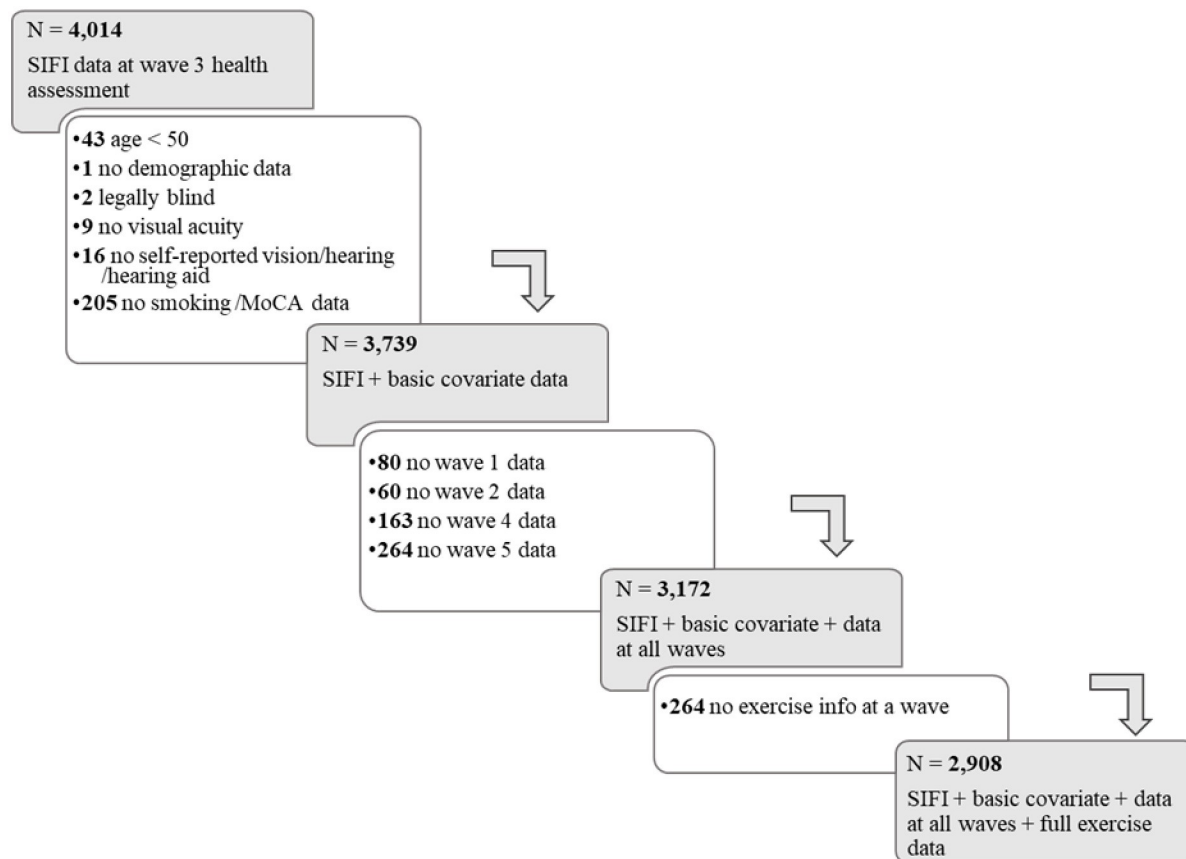 N = 4,014
SIFI data at wave 3 health
assessment
•43 age < 50
•1 no demographic data
•2 legally blind
•9 no visual acuity
•16 no self-reported vision/hearing
/hearing aid
•205 no smoking /MoCA data
N = 3,739
SIFI + basic covariate data
•80 no wave 1 data
•60 no wave 2 data
•163 no wave 4 data
•264 no wave 5 data
N = 3,172
SIFI + basic covariate + data
at all waves
•264 no exercise info at a wave
N = 2,908
SIFI + basic covariate + data
at all waves + full exercise
data